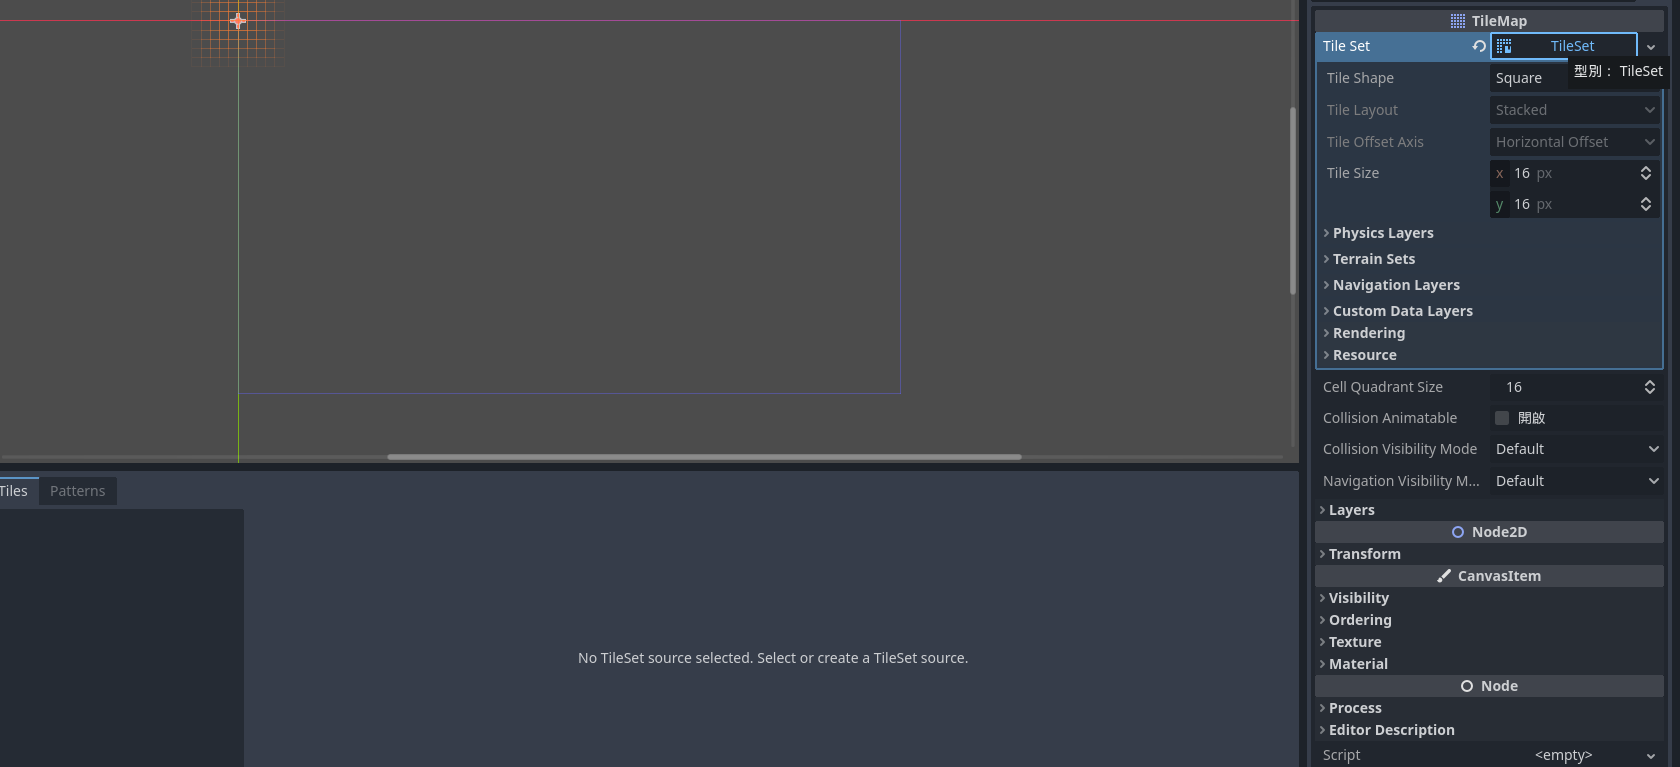 TileMap
Tile Set
TileSet
型別： TileSet
Tile Shape
Square
Tile Layout
Stacked
Tile Offset Axis
Horizontal Offset
Tile Size
x 16 px
y 16 px
Physics Layers
Terrain Sets
Navigation Layers
Custom Data Layers
Rendering
Resource
Cell Quadrant Size
16
Collision Animatable
開啟
Collision Visibility Mode
Default
Navigation Visibility M...
Default
Layers
Node2D
Transform
CanvasItem
Visibility
Ordering
Texture
Material
Node
Process
Editor Description
Script
<empty>
Tiles
Patterns
No TileSet source selected. Select or create a TileSet source.